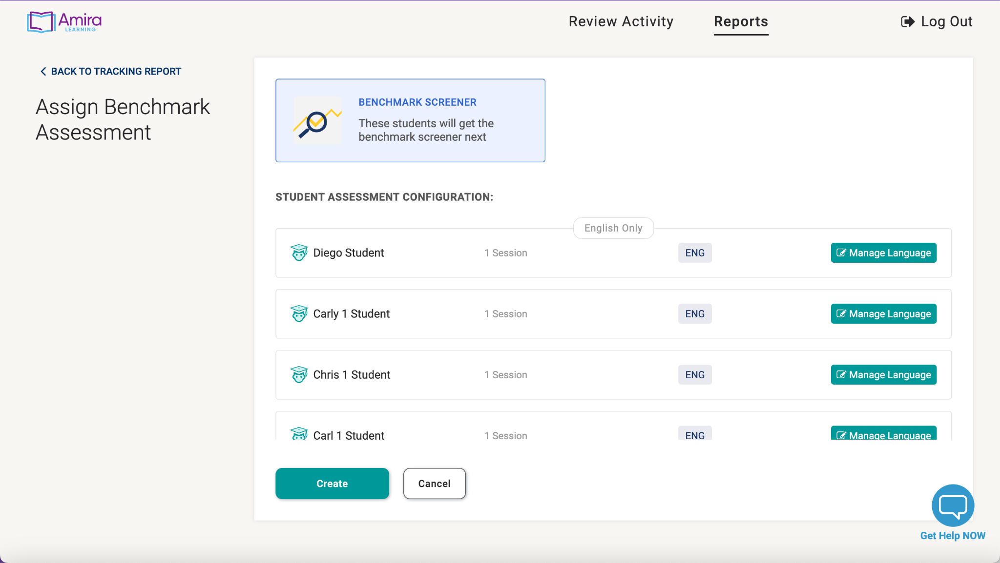 Amira
LEARNING
Review Activity
Reports
Log Out
BACK TO TRACKING REPORT
Assign Benchmark
Assessment
BENCHMARK SCREENER
These students will get the
benchmark screener next
STUDENT ASSESSMENT CONFIGURATION:
English Only
Diego Student 1 Session ENG Manage Language
Carly 1 Student 1 Session ENG Manage Language
Chris 1 Student 1 Session ENG Manage Language
Carl 1 Student 1 Session ENG Manage Language
Create
Cancel
Get Help NOW